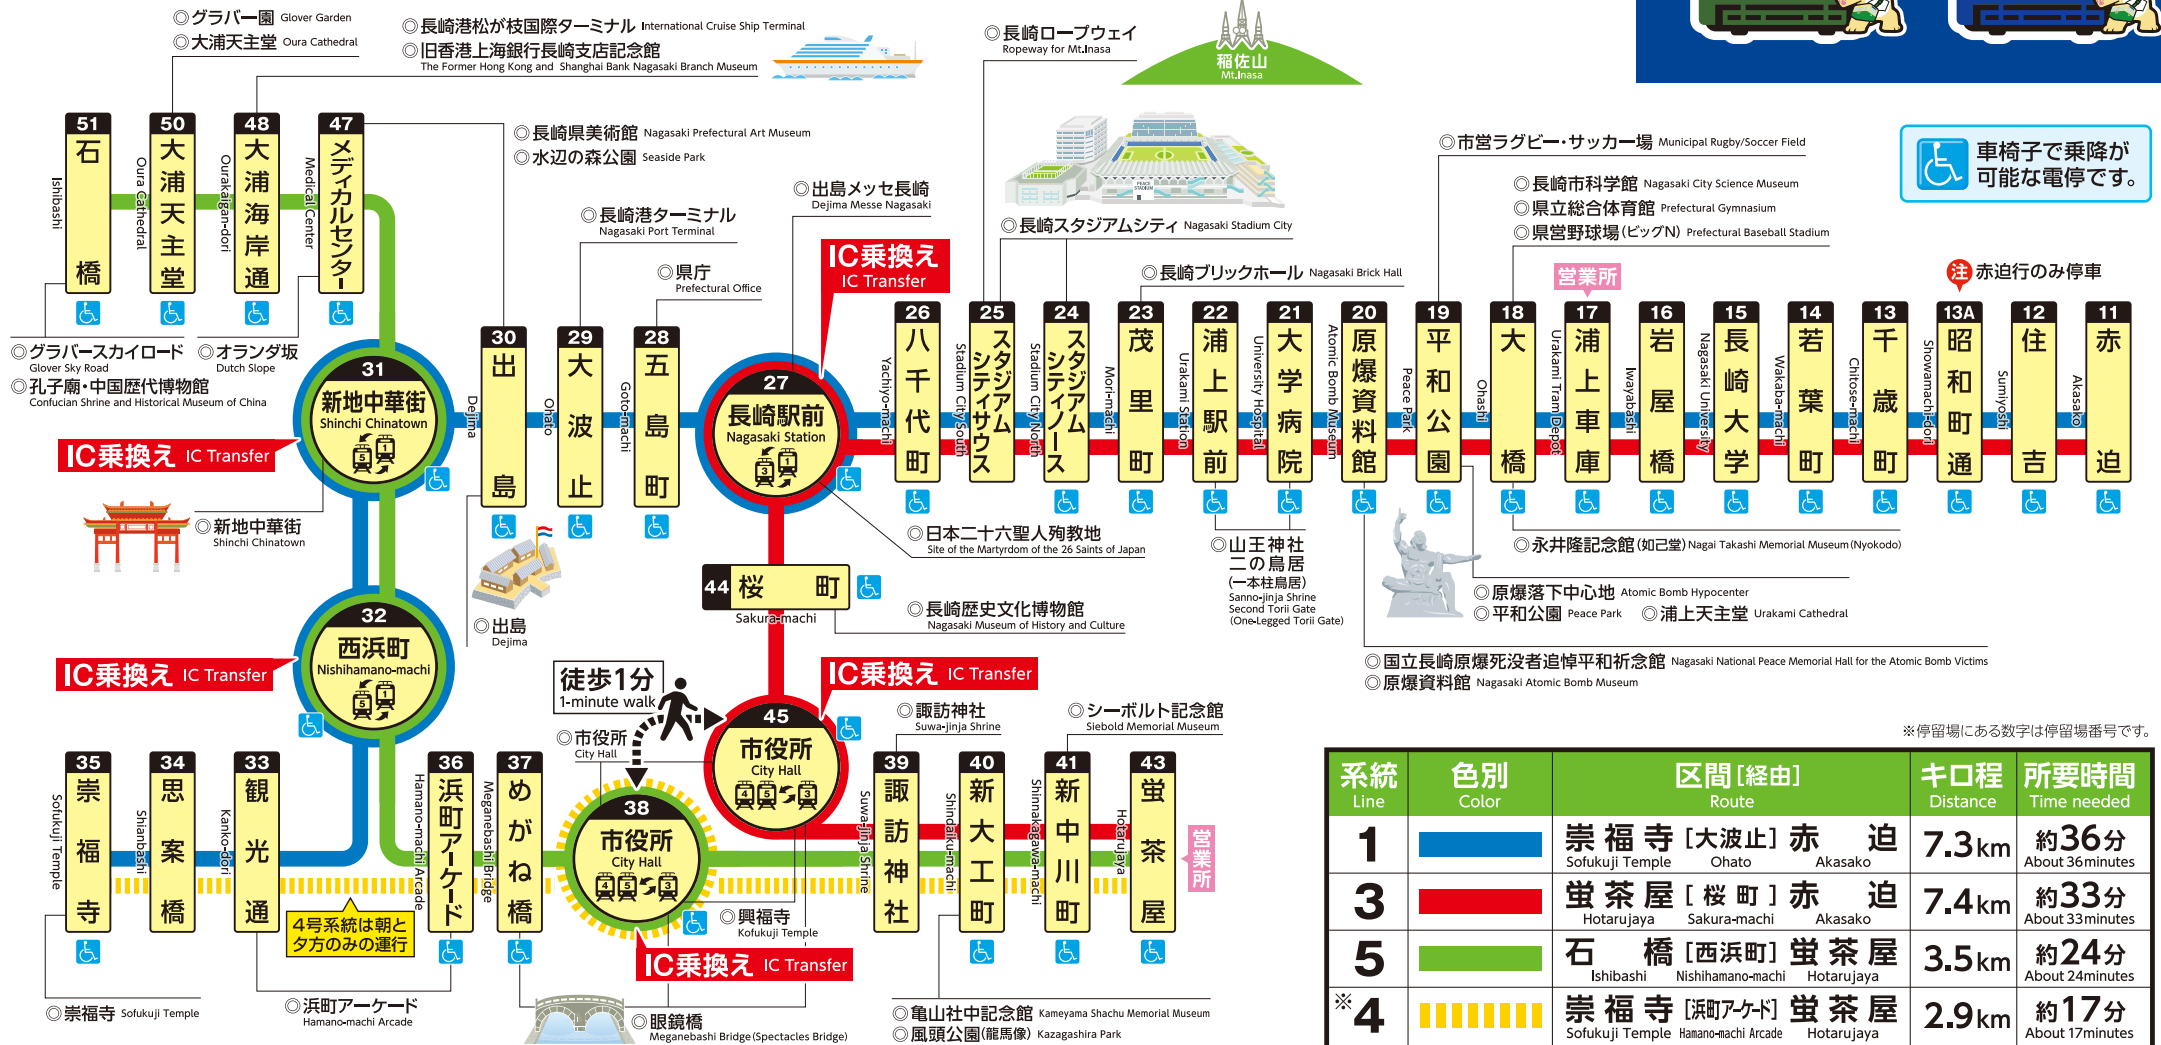 ◎グラバー園 Glover Garden
◎大浦天主堂 Oura Cathedral
◎長崎港松が枝国際ターミナル International Cruise Ship Terminal
◎旧香港上海銀行長崎支店記念館
The Former Hong Kong and Shanghai Bank Nagasaki Branch Museum
◎長崎ロープウェイ
Ropeway for Mt.Inasa
稲佐山
Mt.Inasa
51 石橋 Ishibashi
50 大浦天主堂 Oura Cathedral
48 大浦海岸通 Ourakaigan-dori
47 メディカルセンター Medical Center
◎長崎県美術館 Nagasaki Prefectural Art Museum
◎水辺の森公園 Seaside Park
◎長崎港ターミナル
Nagasaki Port Terminal
◎出島メッセ長崎
Dejima Messe Nagasaki
◎県庁
Prefectural Office
PEACE STADIUM
◎長崎スタジアムシティ Nagasaki Stadium City
◎長崎ブリックホール Nagasaki Brick Hall
◎市営ラグビー・サッカー場 Municipal Rugby/Soccer Field
◎長崎市科学館 Nagasaki City Science Museum
◎県立総合体育館 Prefectural Gymnasium
◎県営野球場(ビッグN) Prefectural Baseball Stadium
車椅子で乗降が
可能な電停です。
営業所
注 赤迫行のみ停車
IC乗換え
IC Transfer
◎グラバースカイロード
Glover Sky Road
◎孔子廟・中国歴代博物館
Confucian Shrine and Historical Museum of China
◎オランダ坂
Dutch Slope
31
新地中華街
Shinchi Chinatown
5 1
IC乗換え IC Transfer
◎新地中華街
Shinchi Chinatown
30 出島 Dejima
29 大波止 Ohato
28 五島町 Goto-machi
27
長崎駅前
Nagasaki Station
3 1
26 八千代町 Yachiyo-machi
25 スタジアムシティサウス Stadium City South
24 スタジアムシティノース Stadium City North
23 茂里町 Mori-machi
22 浦上駅前 Urakami Station
21 大学病院 University Hospital
20 原爆資料館 Atomic Bomb Museum
19 平和公園 Peace Park
18 大橋 Ohashi
17 浦上車庫 Urakami Tram Depot
16 岩屋橋 Iwayabashi
15 長崎大学 Nagasaki University
14 若葉町 Wakaba-machi
13 千歳町 Chitose-machi
13A 昭和町通 Showamachi-dori
12 住吉 Sumiyoshi
11 赤迫 Akasako
◎出島
Dejima
◎日本二十六聖人殉教地
Site of the Martyrdom of the 26 Saints of Japan
44 桜町
Sakura-machi
◎長崎歴史文化博物館
Nagasaki Museum of History and Culture
◎山王神社
二の鳥居
(一本柱鳥居)
Sanno-jinja Shrine
Second Torii Gate
(One-Legged Torii Gate)
◎永井隆記念館(如己堂) Nagai Takashi Memorial Museum(Nyokodo)
◎原爆落下中心地 Atomic Bomb Hypocenter
◎平和公園 Peace Park ◎浦上天主堂 Urakami Cathedral
◎国立長崎原爆死没者追悼平和祈念館 Nagasaki National Peace Memorial Hall for the Atomic Bomb Victims
◎原爆資料館 Nagasaki Atomic Bomb Museum
32
西浜町
Nishihamano-machi
5 1
IC乗換え IC Transfer
徒歩1分
1-minute walk
IC乗換え IC Transfer
45
市役所
City Hall
4 5 3
◎市役所
City Hall
◎諏訪神社
Suwa-jinja Shrine
◎シーボルト記念館
Siebold Memorial Museum
35 崇福寺 Sofukuji Temple
34 思案橋 Shianbashi
33 観光通 Kanko-dori
36 浜町アーケード Hamano-machi Arcade
37 めがね橋 Meganebashi Bridge
38
市役所
City Hall
4 5 3
39 諏訪神社 Suwa-jinja Shrine
40 新大工町 Shindaiku-machi
41 新中川町 Shinnakagawa-machi
43 蛍茶屋 Hotarujaya
営業所
4号系統は朝と
夕方のみの運行
◎興福寺
Kofukuji Temple
IC乗換え IC Transfer
◎崇福寺 Sofukuji Temple
◎浜町アーケード
Hamano-machi Arcade
◎眼鏡橋
Meganebashi Bridge(Spectacles Bridge)
◎亀山社中記念館 Kameyama Shachu Memorial Museum
◎風頭公園(龍馬像) Kazagashira Park
※停留場にある数字は停留場番号です。
系統 色別 区間[経由] キロ程 所要時間
Line Color Route Distance Time needed
1 崇福寺 [大波止] 赤迫 7.3km 約36分
Sofukuji Temple Ohato Akasako About 36minutes
3 蛍茶屋 [桜町] 赤迫 7.4km 約33分
Hotarujaya Sakura-machi Akasako About 33minutes
5 石橋 [西浜町] 蛍茶屋 3.5km 約24分
Ishibashi Nishihamano-machi Hotarujaya About 24minutes
※4 崇福寺 [浜町アーケード] 蛍茶屋 2.9km 約17分
Sofukuji Temple Hamano-machi Arcade Hotarujaya About 17minutes